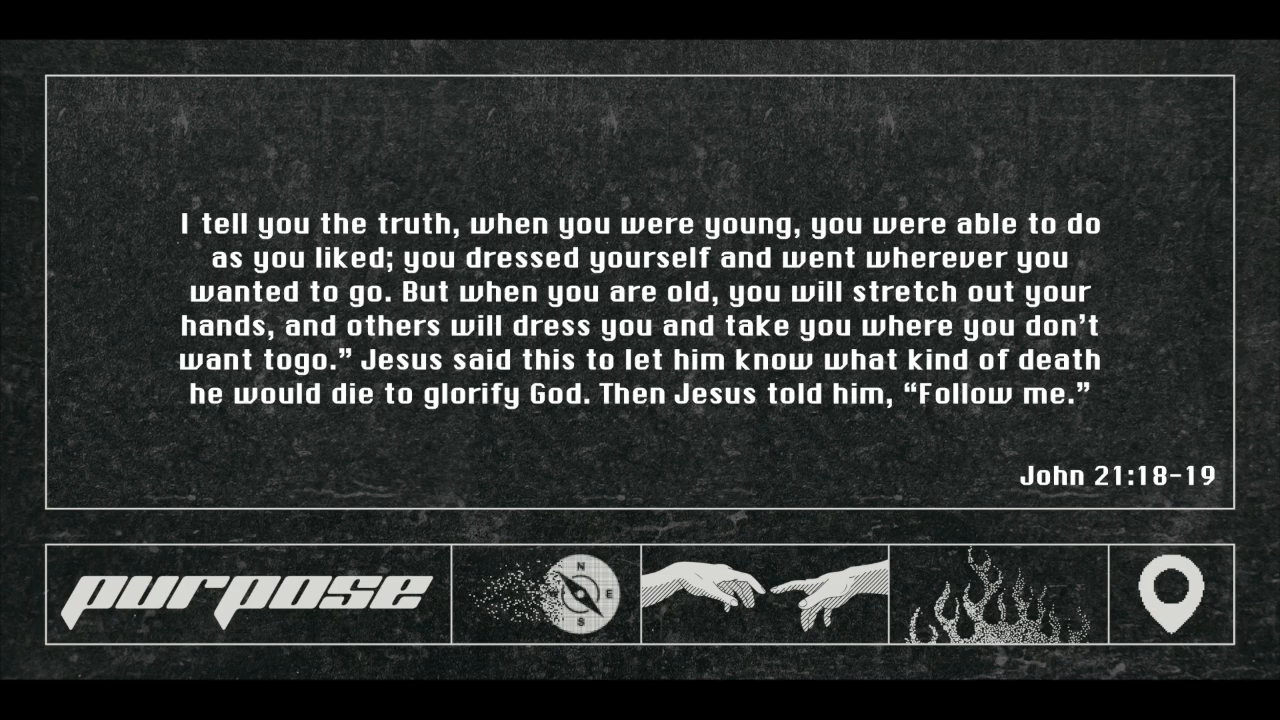 I tell you the truth, when you were young, you were able to do
as you liked; you dressed yourself and went wherever you
wanted to go. But when you are old, you will stretch out your
hands, and others will dress you and take you where you don’t
want togo.” Jesus said this to let him know what kind of death
he would die to glorify God. Then Jesus told him, “Follow me.”
John 21:18-19
purpose
N
E
S